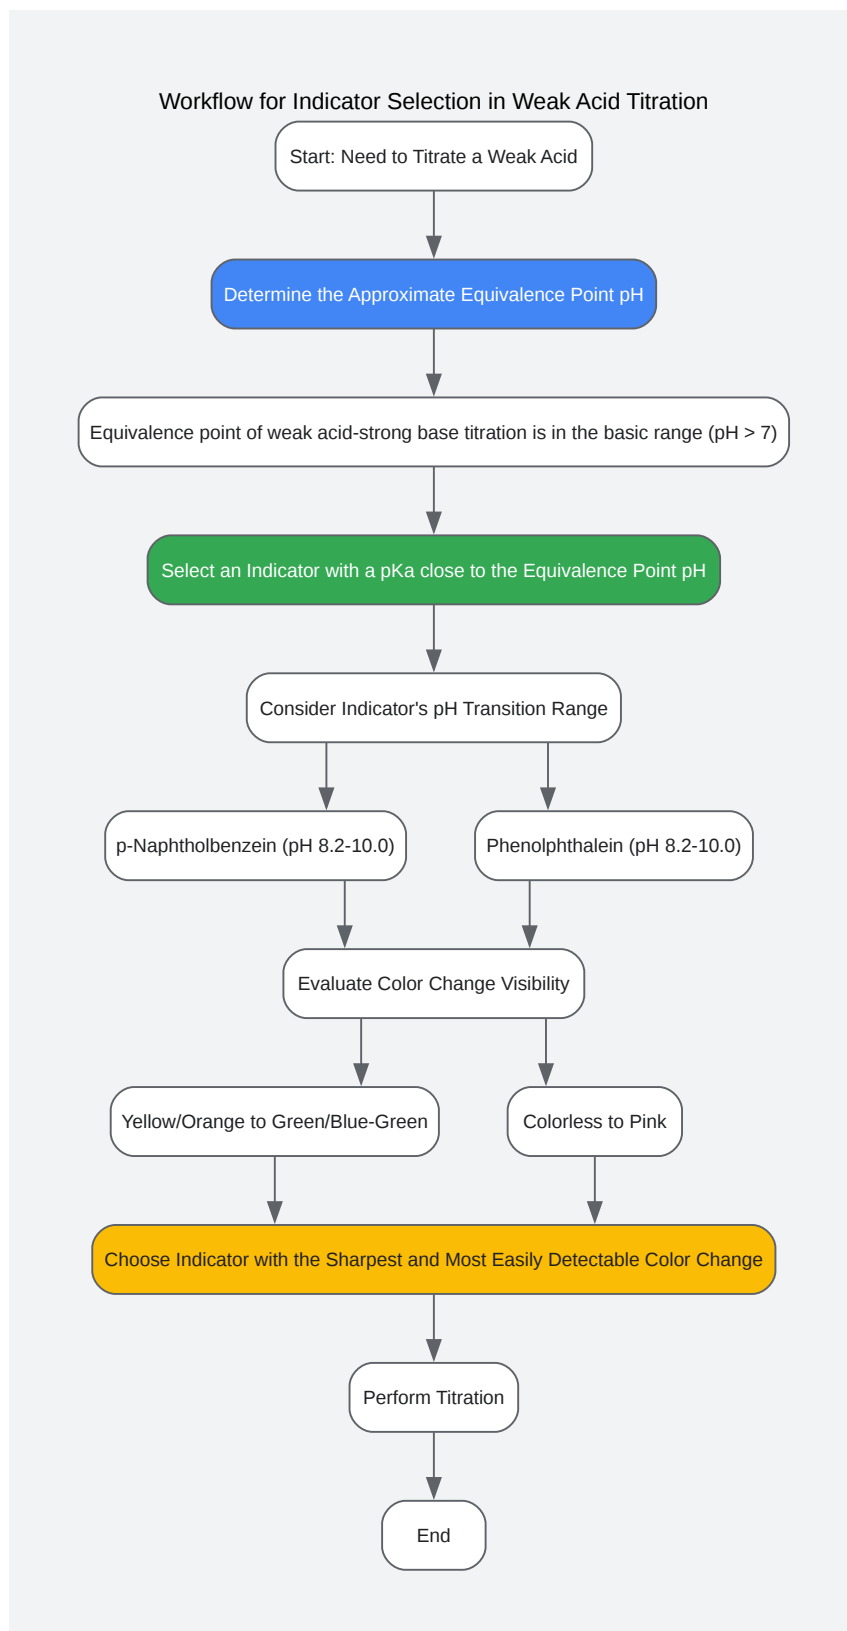 Workflow for Indicator Selection in Weak Acid Titration
Start: Need to Titrate a Weak Acid
Determine the Approximate Equivalence Point pH
Equivalence point of weak acid-strong base titration is in the basic range (pH > 7)
Select an Indicator with a pKa close to the Equivalence Point pH
Consider Indicator's pH Transition Range
p-Naphtholbenzein (pH 8.2-10.0)
Phenolphthalein (pH 8.2-10.0)
Evaluate Color Change Visibility
Yellow/Orange to Green/Blue-Green
Colorless to Pink
Choose Indicator with the Sharpest and Most Easily Detectable Color Change
Perform Titration
End